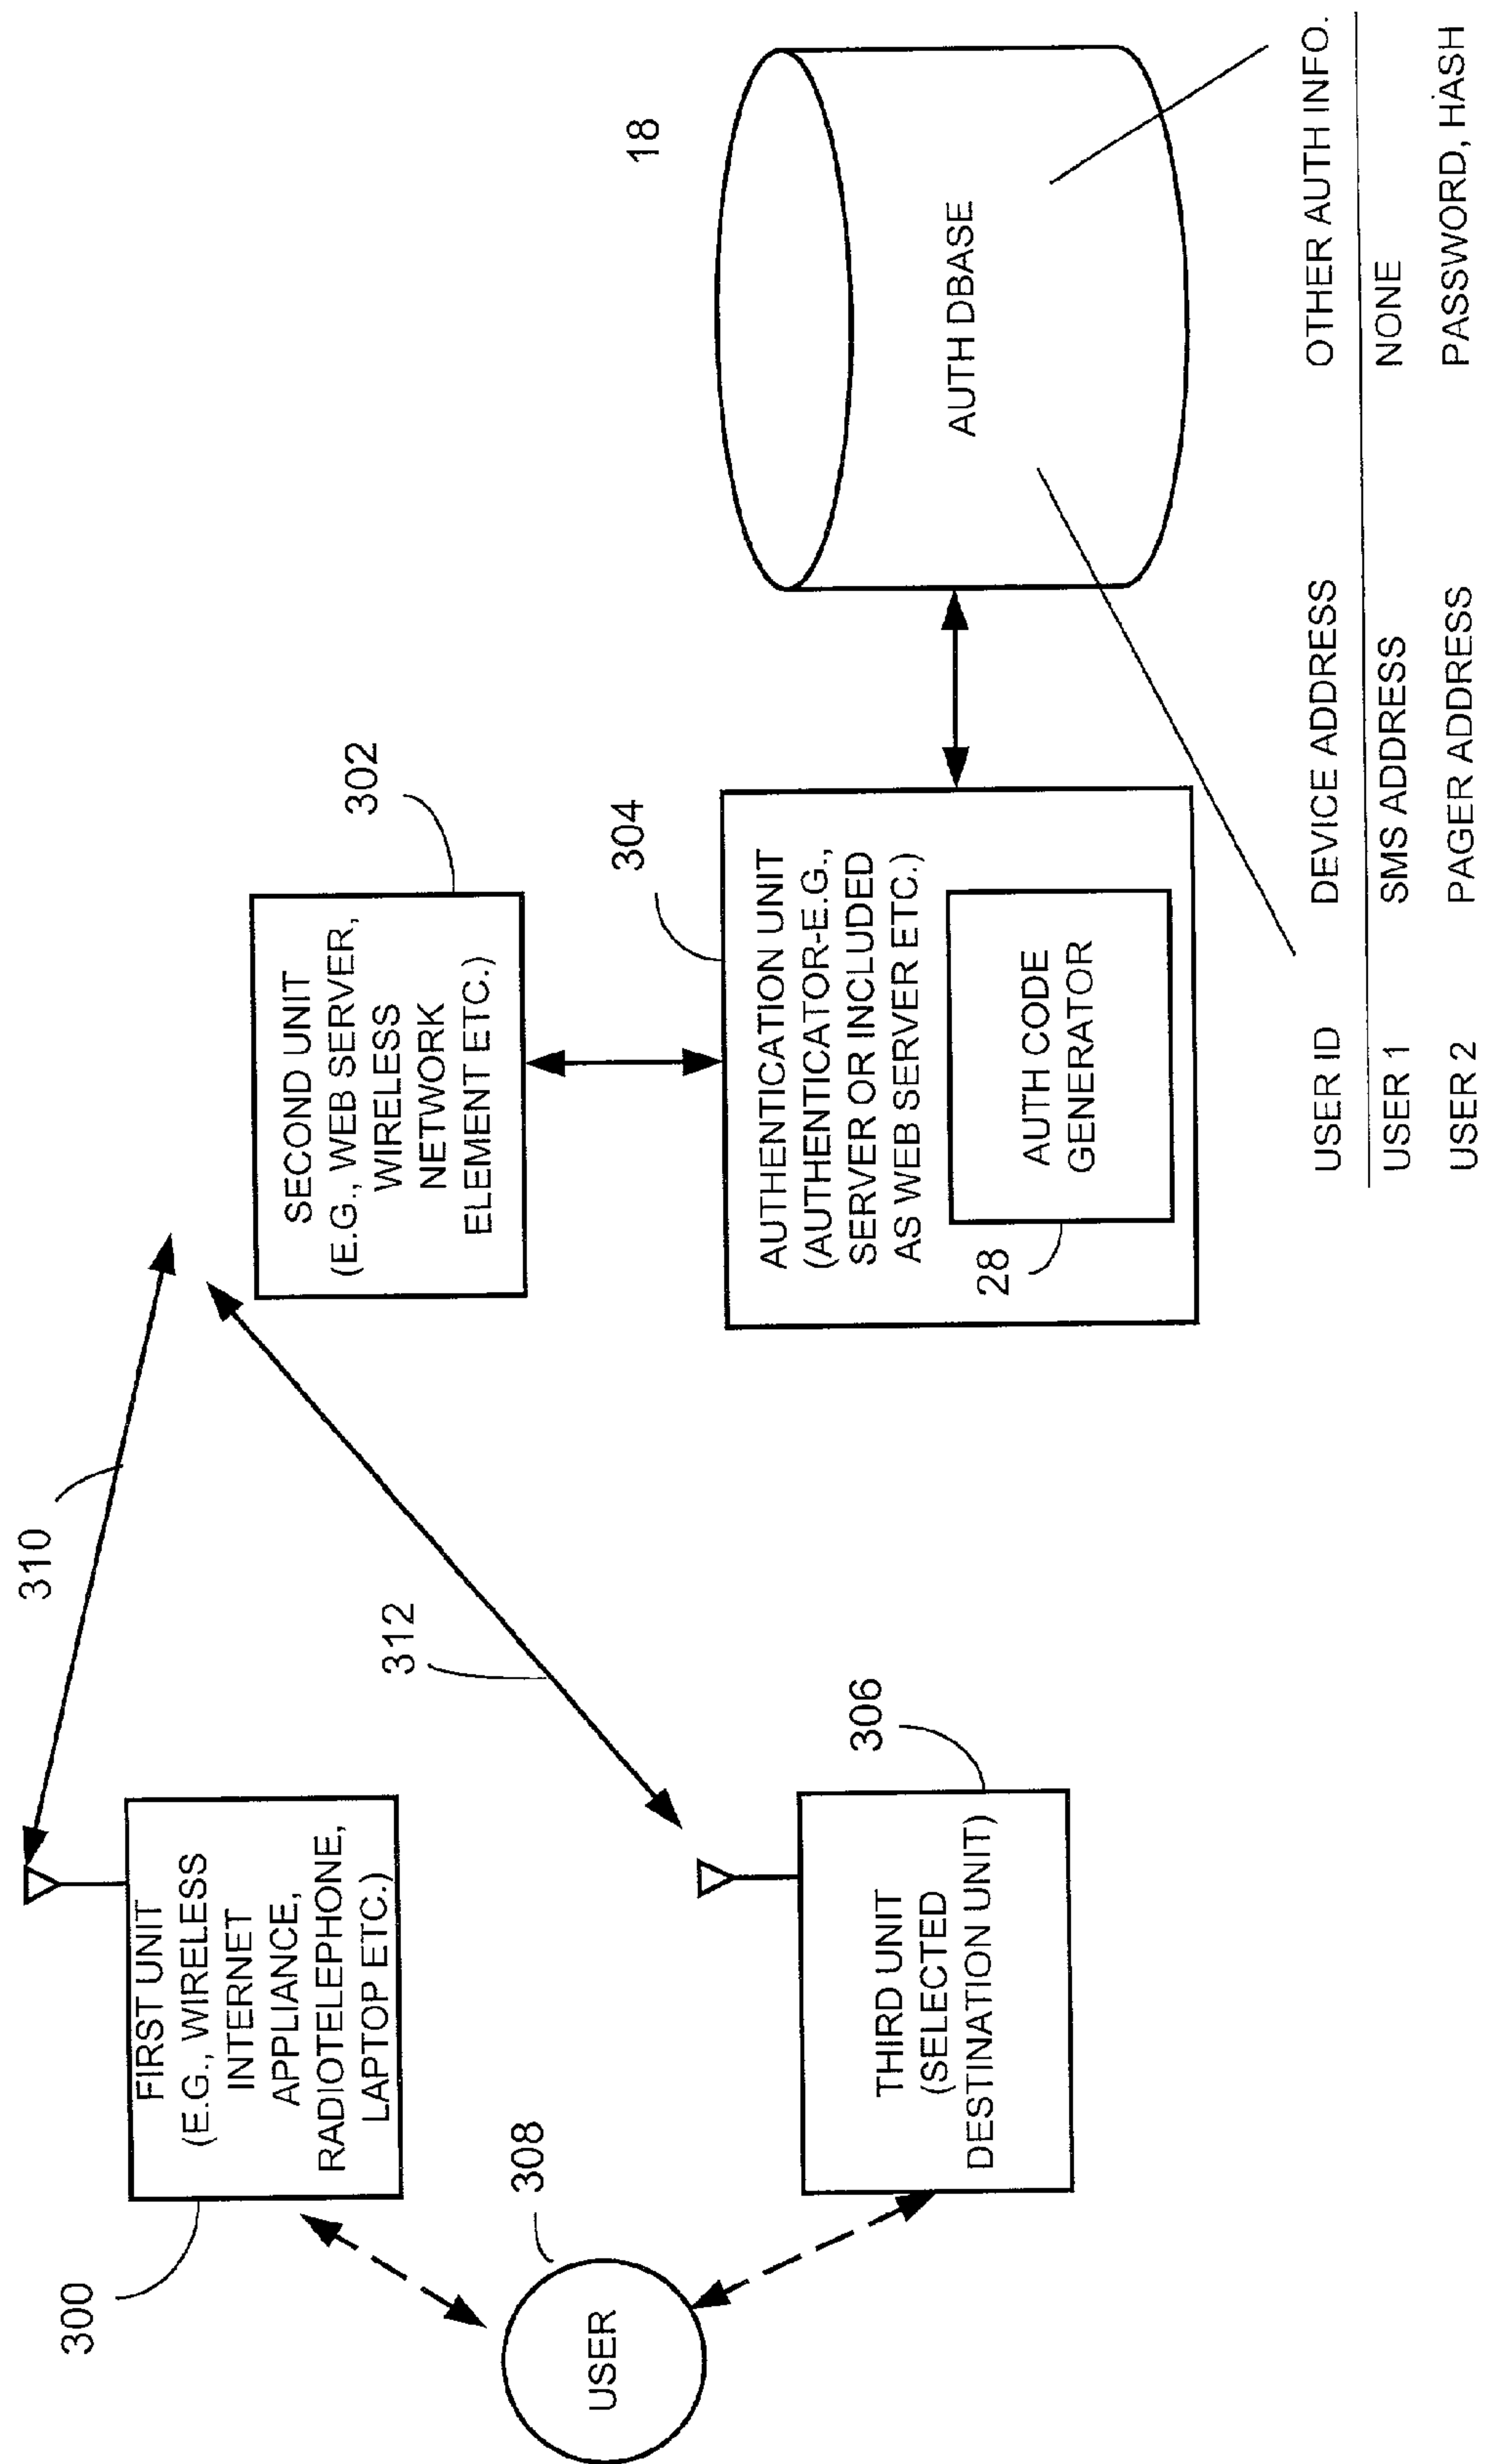 310
300
FIRST UNIT
(E.G., WIRELESS
INTERNET
APPLIANCE,
RADIOTELEPHONE,
LAPTOP ETC.)
308
USER
312
306
THIRD UNIT
(SELECTED
DESTINATION UNIT)
302
SECOND UNIT
(E.G., WEB SERVER,
WIRELESS
NETWORK
ELEMENT ETC.)
304
AUTHENTICATION UNIT
(AUTHENTICATOR-E.G.,
SERVER OR INCLUDED
AS WEB SERVER ETC.)
28
AUTH CODE
GENERATOR
18
AUTH DBASE
USER ID DEVICE ADDRESS OTHER AUTH INFO.
USER 1 SMS ADDRESS NONE
USER 2 PAGER ADDRESS PASSWORD, HASH